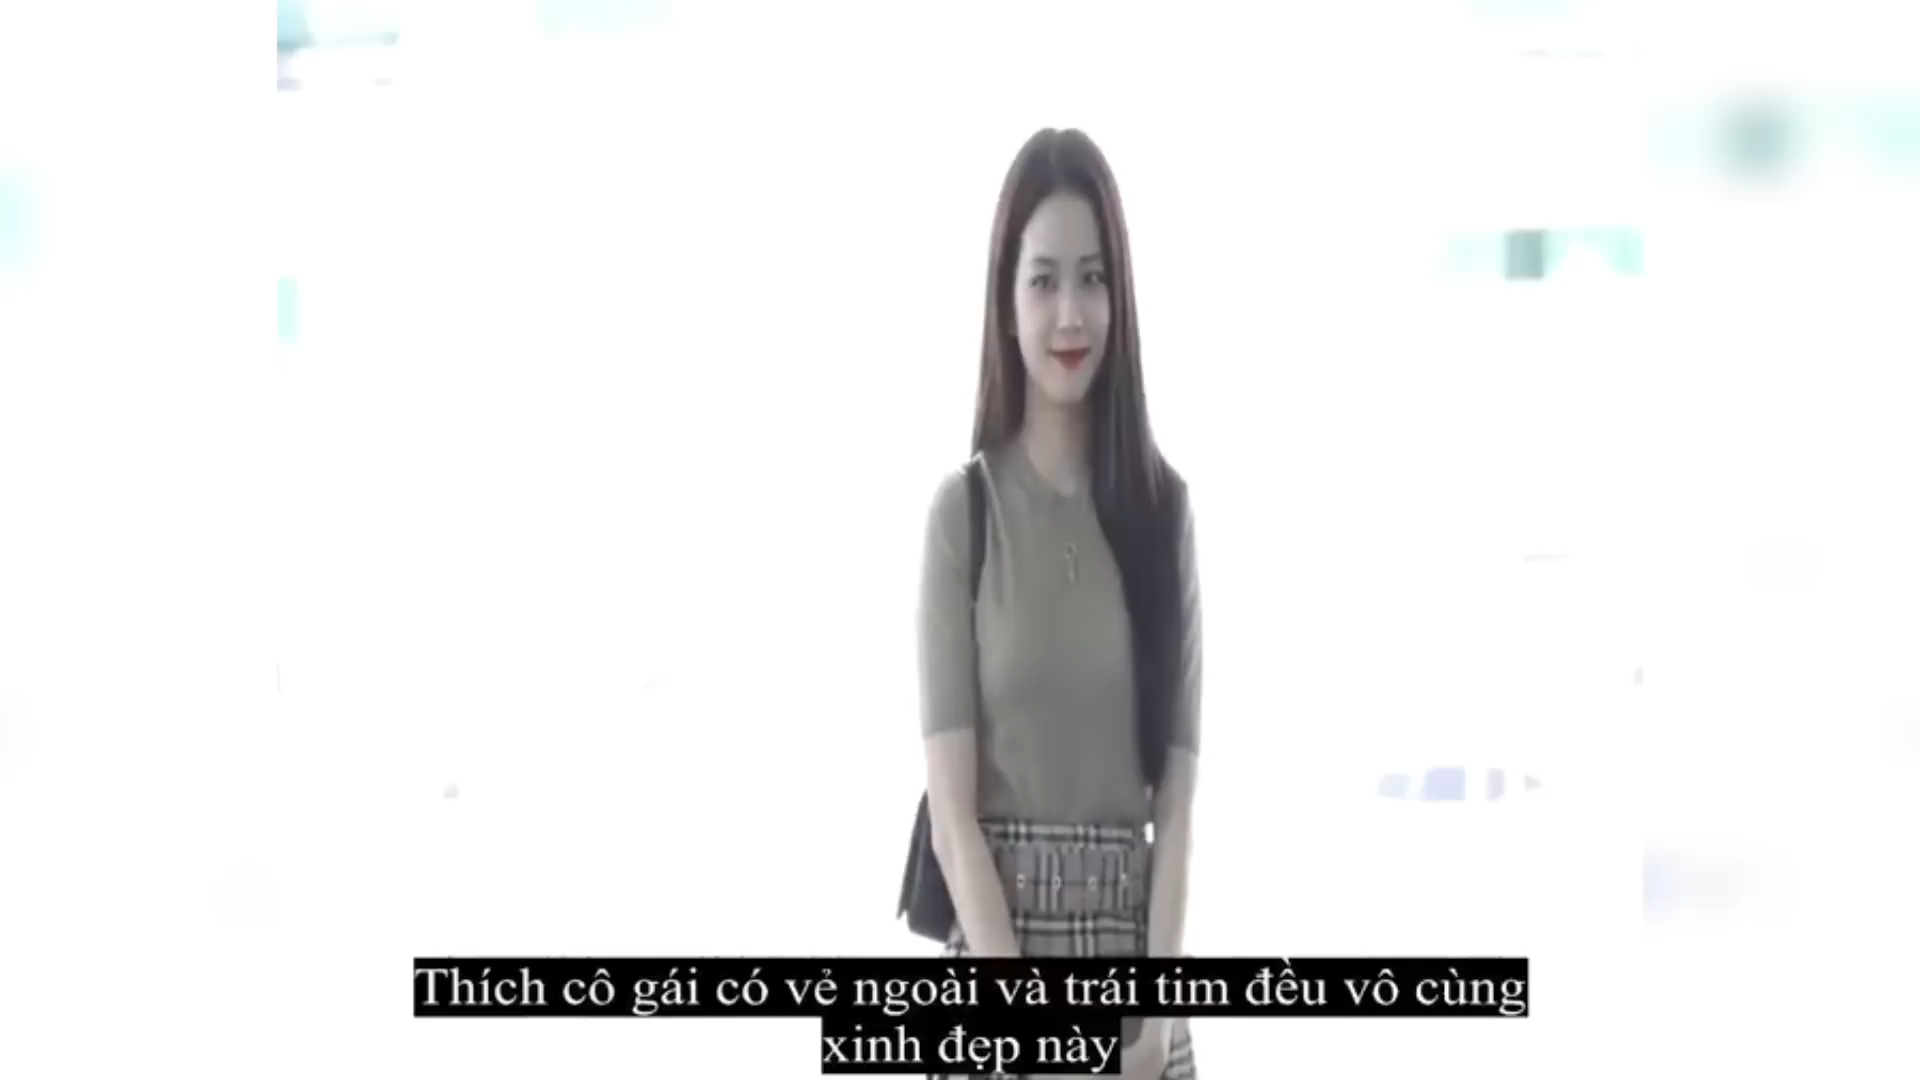 Thích cô gái có vẻ ngoài và trái tim đều vô cùng
xinh đẹp này